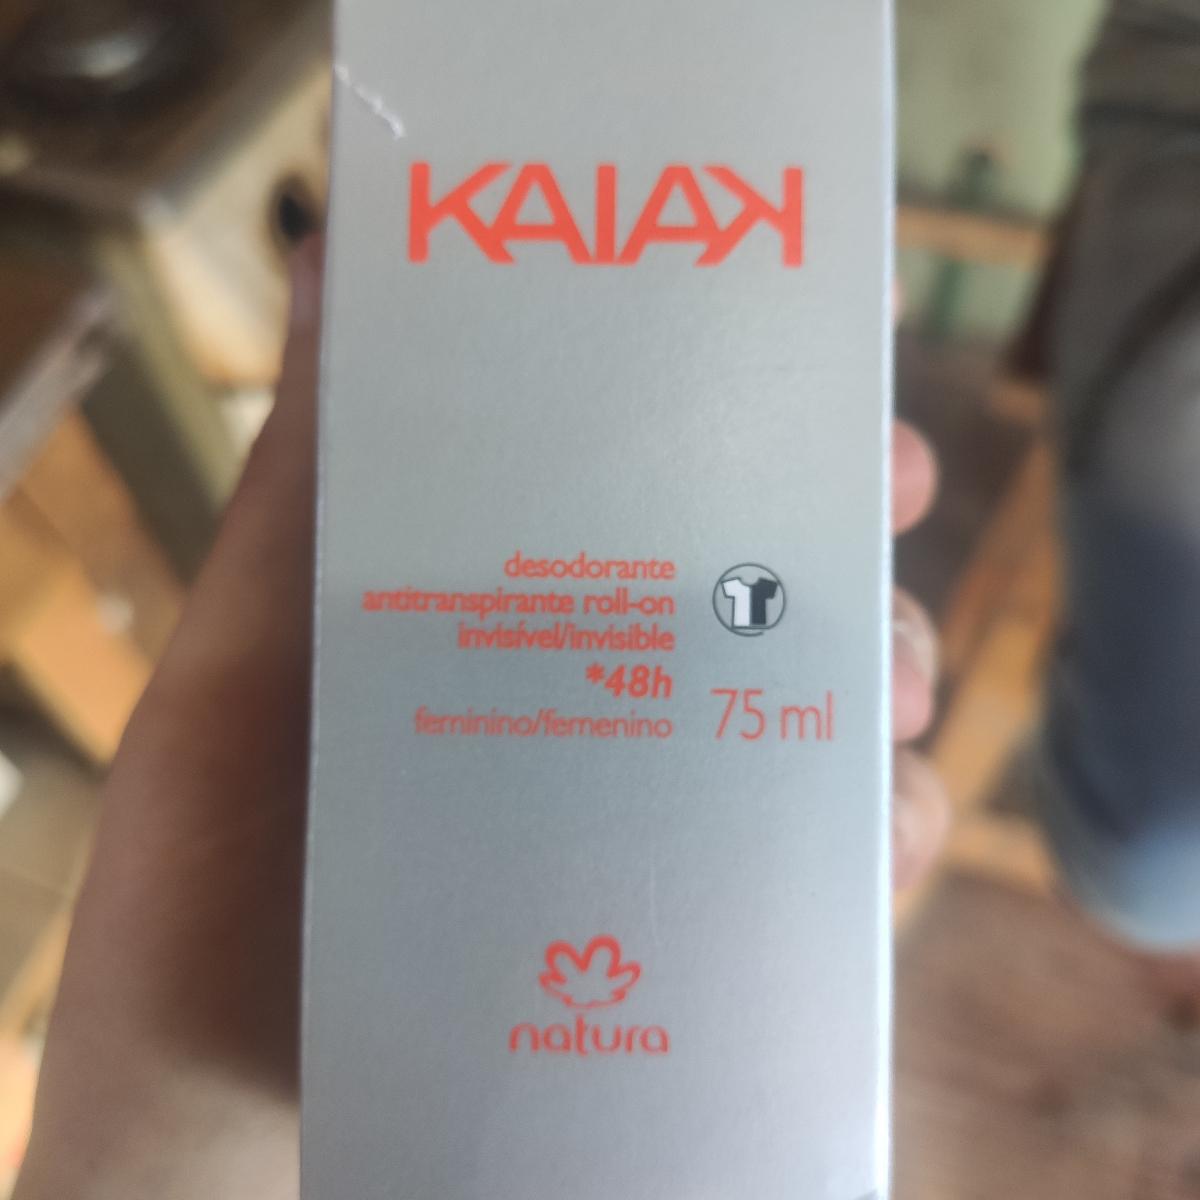 KAIAK
desodorante
antitranspirante roll-on
invisível/invisible
*48h
feminino/femenino
75 ml
natura